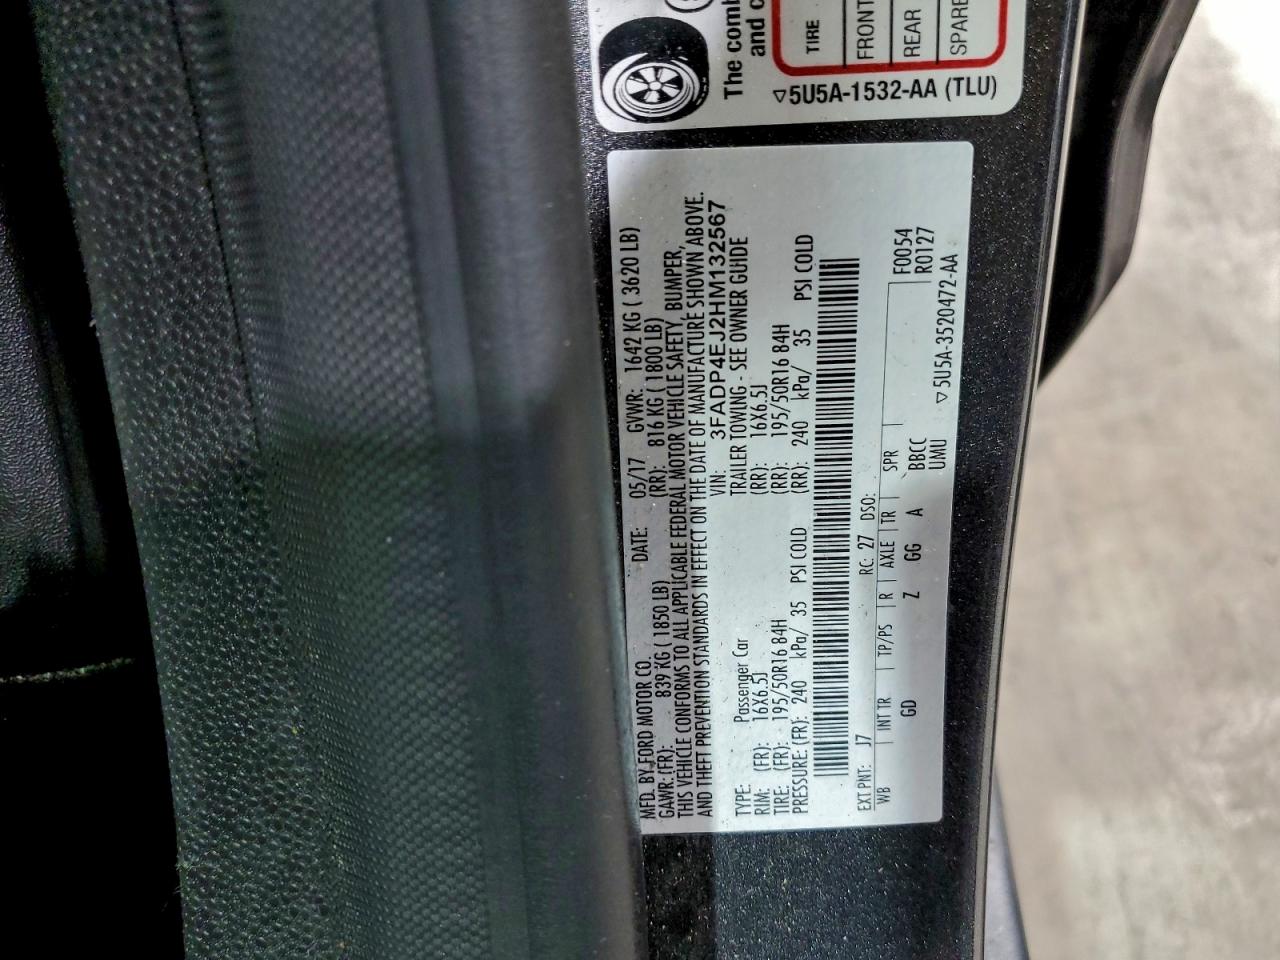 The comb
and c
TIRE
FRONT
REAR
SPARE
▽5U5A-1532-AA (TLU)
MFD. BY FORD MOTOR CO.
DATE: 05/17 GVWR: 1642 KG ( 3620 LB)
GAWR: (FR): 839 KG ( 1850 LB) (RR): 816 KG ( 1800 LB)
THIS VEHICLE CONFORMS TO ALL APPLICABLE FEDERAL MOTOR VEHICLE SAFETY, BUMPER,
AND THEFT PREVENTION STANDARDS IN EFFECT ON THE DATE OF MANUFACTURE SHOWN ABOVE.
VIN: 3FADP4EJ2HM132567
TYPE: Passenger Car TRAILER TOWING - SEE OWNER GUIDE
RIM: (FR): 16X6.5J (RR): 16X6.5J
TIRE: (FR): 195/50R16 84H (RR): 195/50R16 84H
PRESSURE: (FR): 240 kPa/ 35 PSI COLD (RR): 240 kPa/ 35 PSI COLD
EXT PNT: J7 RC: 27 DSO:
WB INT TR TP/PS R AXLE TR SPR F0054
GD Z GG A BBCC R0127
UMU ▽5U5A-3520472-AA